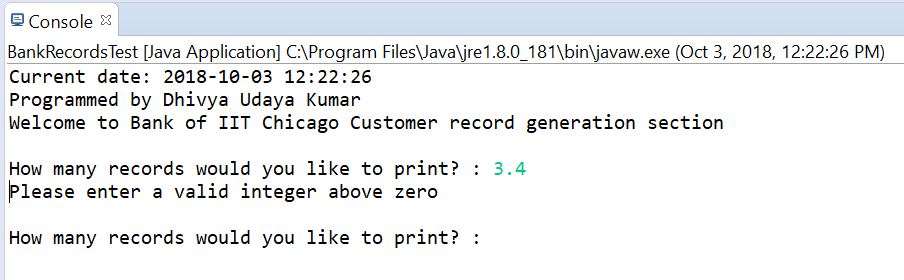 Console
BankRecordsTest [Java Application] C:\Program Files\Java\jre1.8.0_181\bin\javaw.exe (Oct 3, 2018, 12:22:26 PM)
Current date: 2018-10-03 12:22:26
Programmed by Dhivya Udaya Kumar
Welcome to Bank of IIT Chicago Customer record generation section
How many records would you like to print? : 3.4
Please enter a valid integer above zero
How many records would you like to print? :